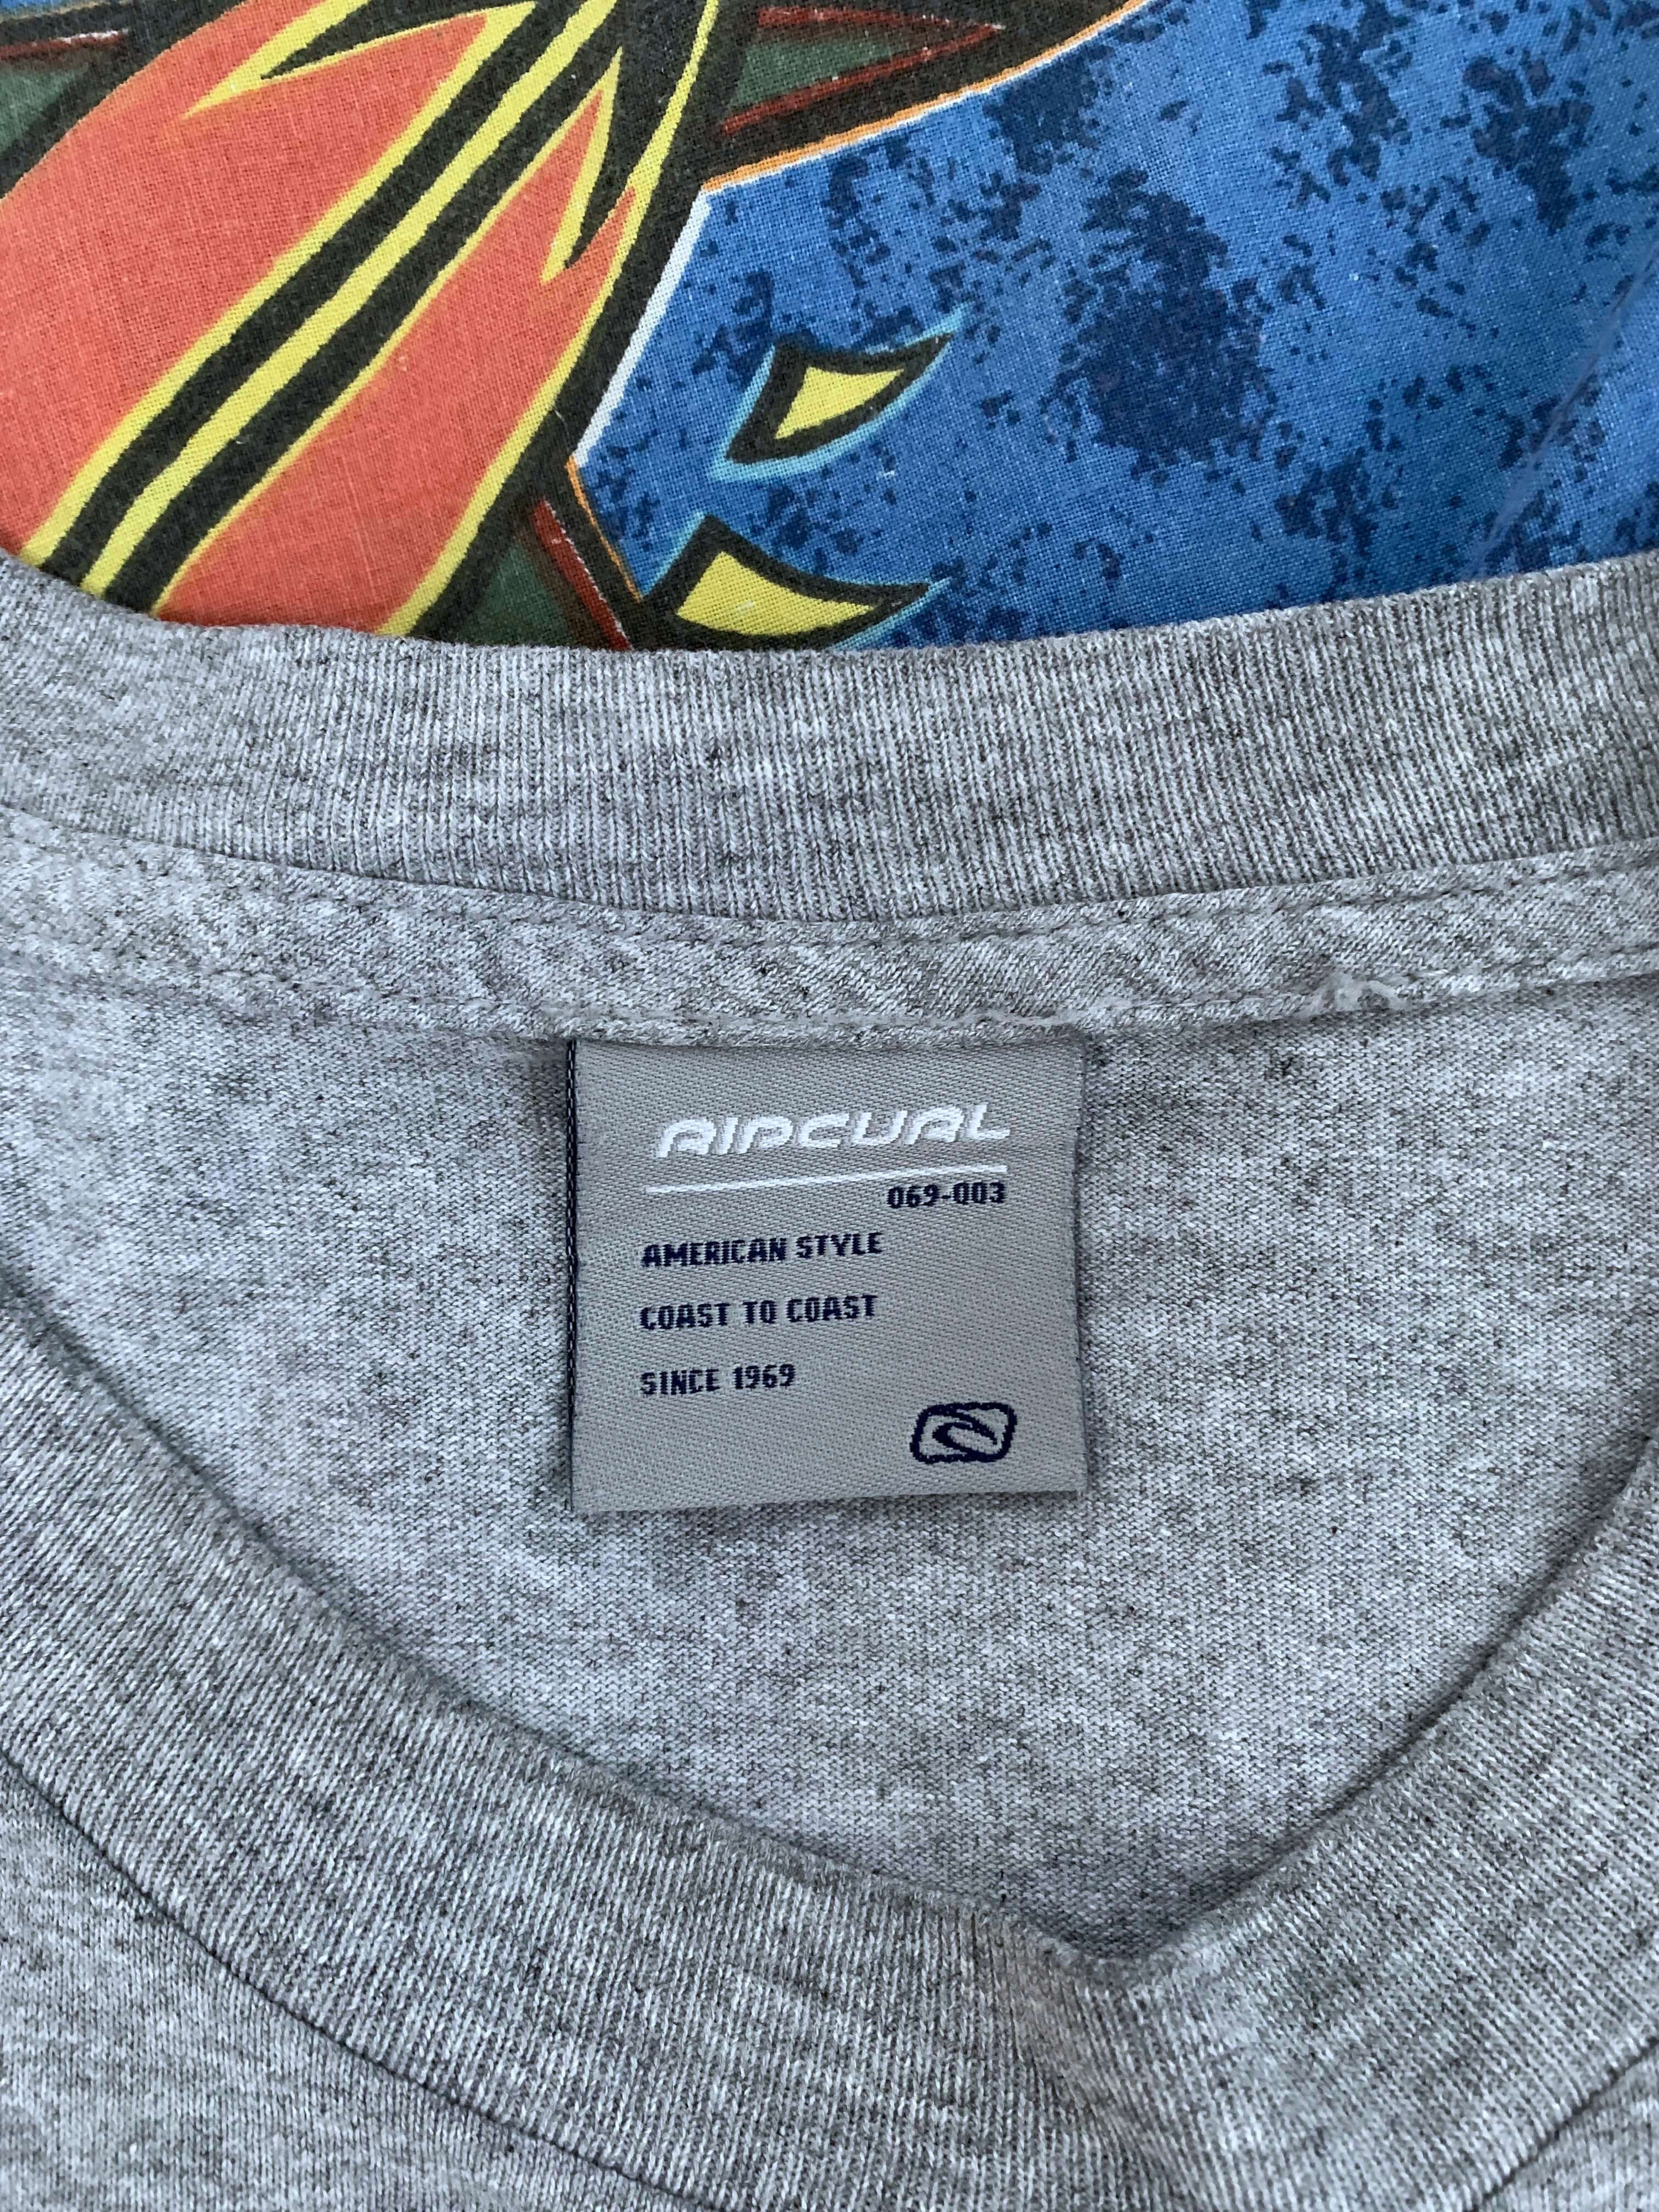 RIPCURL
069-003
AMERICAN STYLE
COAST TO COAST
SINCE 1969